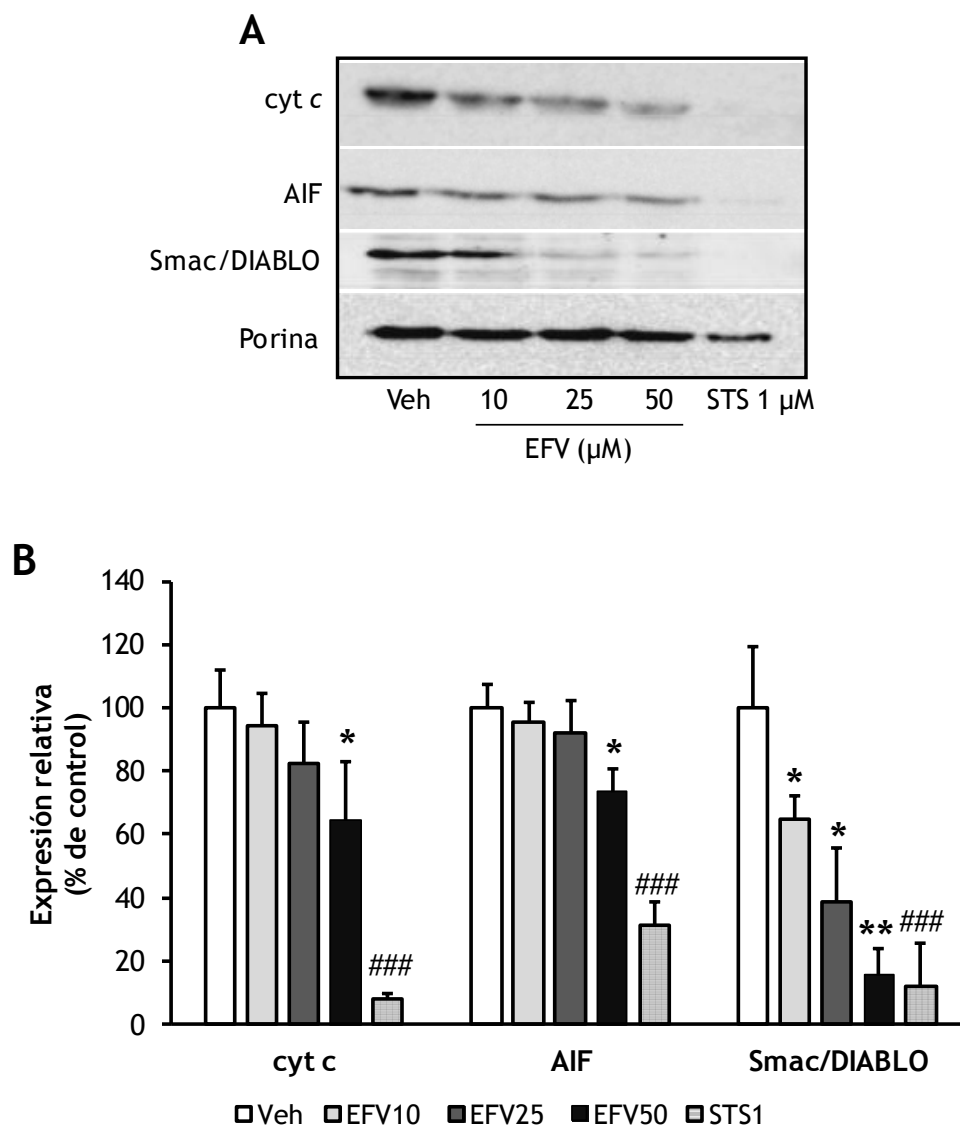 A
cyt c
AIF
Smac/DIABLO
Porina
Veh 10 25 50 STS 1 µM
EFV (µM)
B
Expresión relativa
(% de control)
140
120
100
80
60
40
20
0
*
###
*
###
*
*
**
###
cyt c AIF Smac/DIABLO
Veh EFV10 EFV25 EFV50 STS1